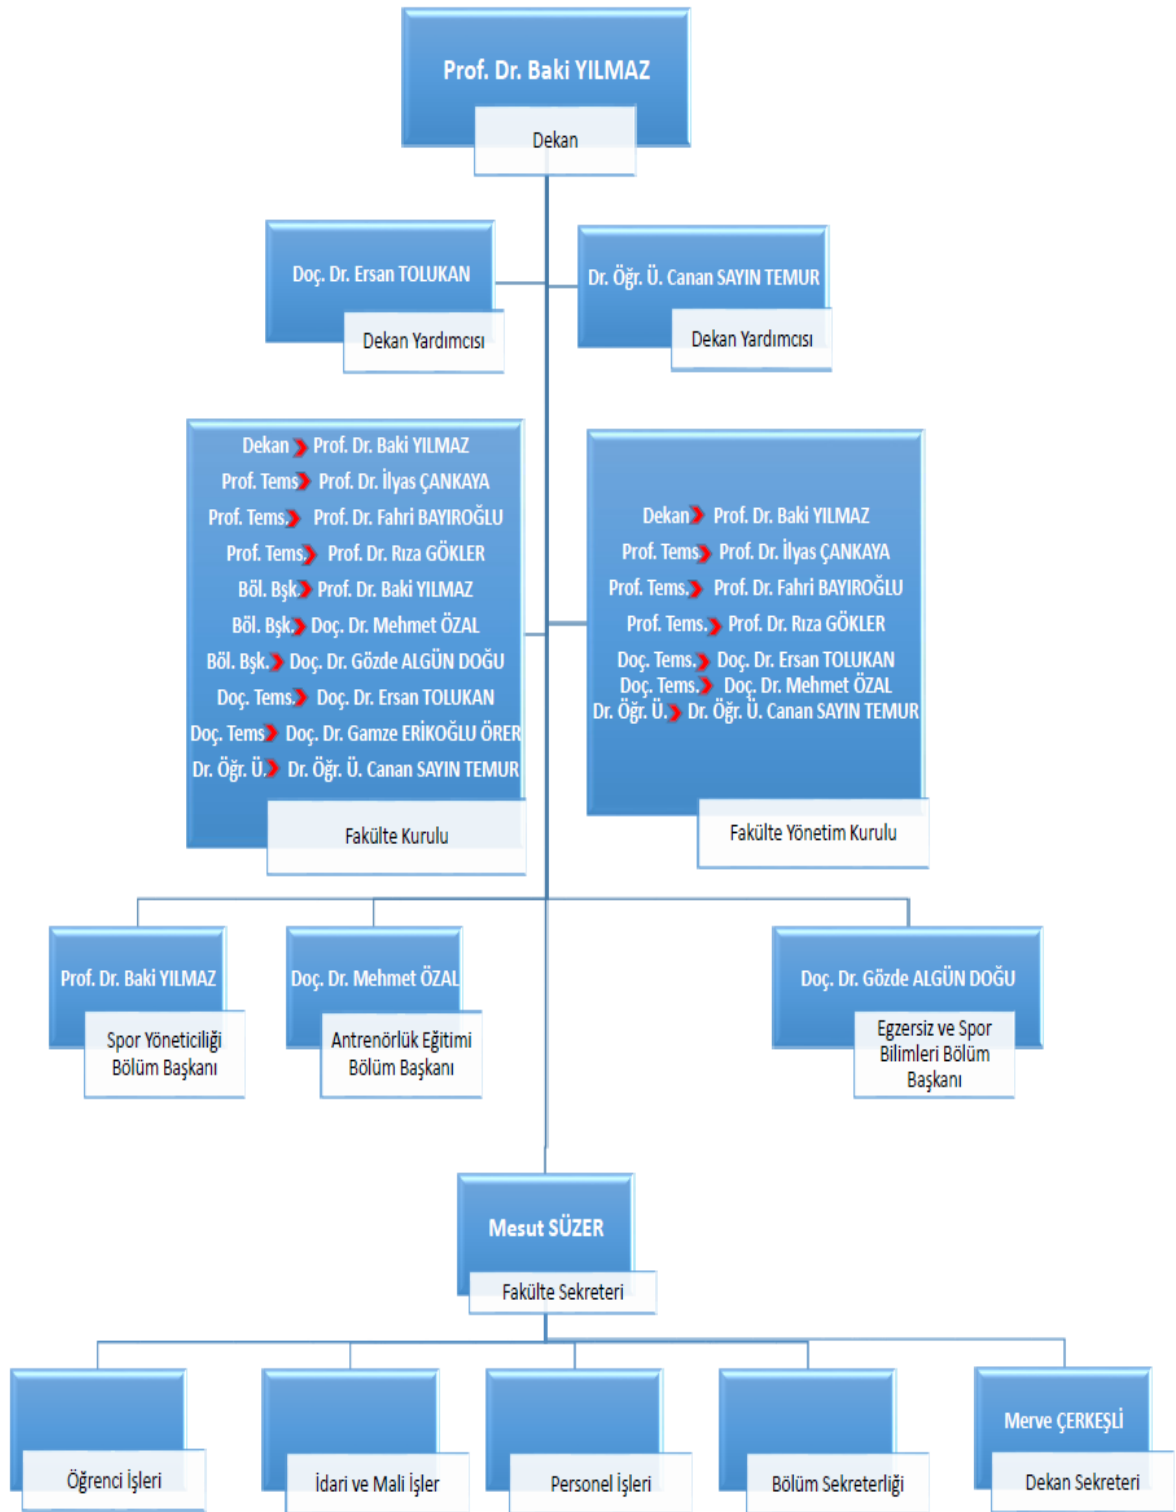 Prof. Dr. Baki YILMAZ
Dekan
Doç. Dr. Ersan TOLUKAN
Dekan Yardımcısı
Dr. Öğr. Ü. Canan SAYIN TEMUR
Dekan Yardımcısı
Dekan Prof. Dr. Baki YILMAZ
Prof. Tems Prof. Dr. İlyas ÇANKAYA
Prof. Tems. Prof. Dr. Fahri BAYIROĞLU
Prof. Tems. Prof. Dr. Rıza GÖKLER
Böl. Bşk. Prof. Dr. Baki YILMAZ
Böl. Bşk. Doç. Dr. Mehmet ÖZAL
Böl. Bşk. Doç. Dr. Gözde ALGÜN DOĞU
Doç. Tems. Doç. Dr. Ersan TOLUKAN
Doç. Tems Doç. Dr. Gamze ERİKOĞLU ÖRER
Dr. Öğr. Ü. Dr. Öğr. Ü. Canan SAYIN TEMUR
Fakülte Kurulu
Dekan Prof. Dr. Baki YILMAZ
Prof. Tems Prof. Dr. İlyas ÇANKAYA
Prof. Tems. Prof. Dr. Fahri BAYIROĞLU
Prof. Tems. Prof. Dr. Rıza GÖKLER
Doç. Tems. Doç. Dr. Ersan TOLUKAN
Doç. Tems. Doç. Dr. Mehmet ÖZAL
Dr. Öğr. Ü. Dr. Öğr. Ü. Canan SAYIN TEMUR
Fakülte Yönetim Kurulu
Prof. Dr. Baki YILMAZ
Spor Yöneticiliği
Bölüm Başkanı
Doç. Dr. Mehmet ÖZAL
Antrenörlük Eğitimi
Bölüm Başkanı
Doç. Dr. Gözde ALGÜN DOĞU
Egzersiz ve Spor
Bilimleri Bölüm
Başkanı
Mesut SÜZER
Fakülte Sekreteri
Öğrenci İşleri
İdari ve Mali İşler
Personel İşleri
Bölüm Sekreterliği
Merve ÇERKEŞLİ
Dekan Sekreteri